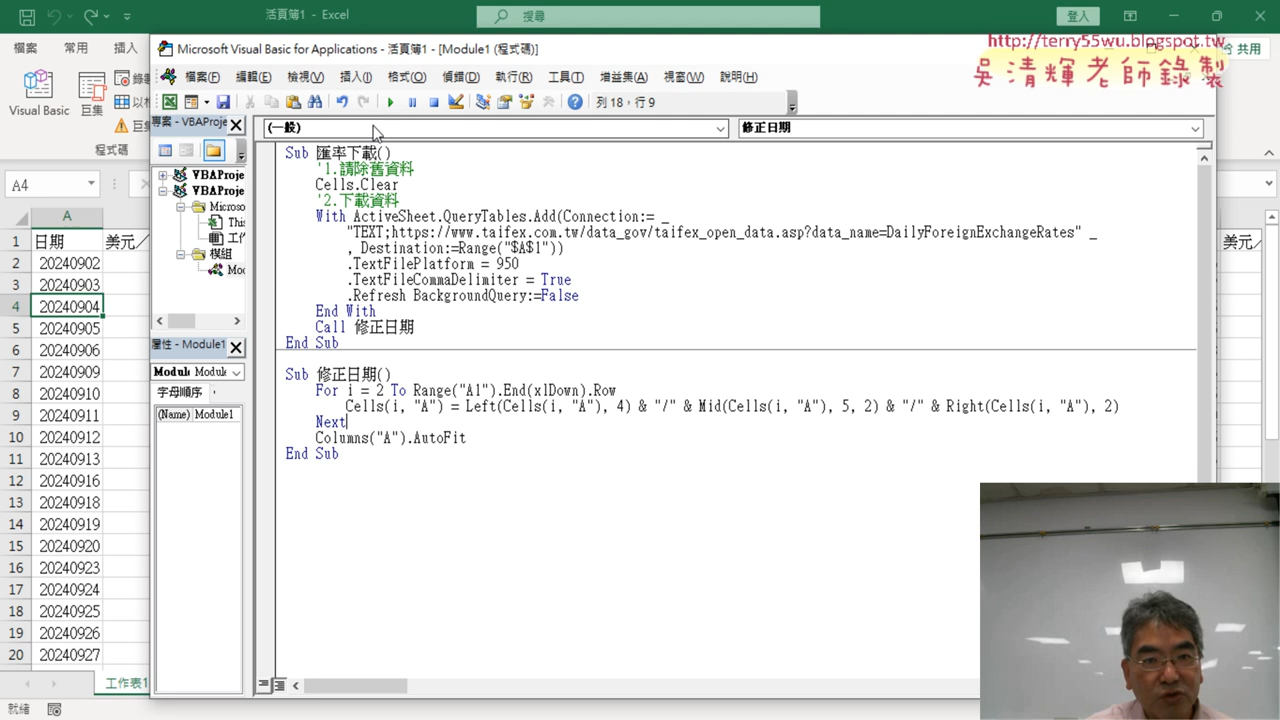 活頁簿1 - Excel
搜尋
登入
檔案
常用
插入
共用
http://terry55wu.blogspot.tw
吳清輝老師錄製
Visual Basic
巨集
程式碼
Microsoft Visual Basic for Applications - 活頁簿1 - [Module1 (程式碼)]
檔案(F) 編輯(E) 檢視(V) 插入(I) 格式(O) 偵錯(D) 執行(R) 工具(T) 增益集(A) 視窗(W) 說明(H)
列 18，行 9
專案 - VBAProje
(一般)
修正日期
VBAProje
VBAProje
Microso
This
工作
模組
Mod
屬性 - Module1
Module Module
字母順序
(Name) Module1
Sub 匯率下載()
'1.請除舊資料
Cells.Clear
'2.下載資料
With ActiveSheet.QueryTables.Add(Connection:= _
"TEXT;https://www.taifex.com.tw/data_gov/taifex_open_data.asp?data_name=DailyForeignExchangeRates" _
, Destination:=Range("$A$1"))
.TextFilePlatform = 950
.TextFileCommaDelimiter = True
.Refresh BackgroundQuery:=False
End With
Call 修正日期
End Sub
Sub 修正日期()
For i = 2 To Range("A1").End(xlDown).Row
Cells(i, "A") = Left(Cells(i, "A"), 4) & "/" & Mid(Cells(i, "A"), 5, 2) & "/" & Right(Cells(i, "A"), 2)
Next
Columns("A").AutoFit
End Sub
A4
A
1 日期 美元／ 美元／
2 20240902
3 20240903
4 20240904
5 20240905
6 20240906
7 20240909
8 20240910
9 20240911
10 20240912
11 20240913
12 20240916
13 20240918
14 20240919
15 20240920
16 20240923
17 20240924
18 20240925
19 20240926
20 20240927
工作表1
就緒